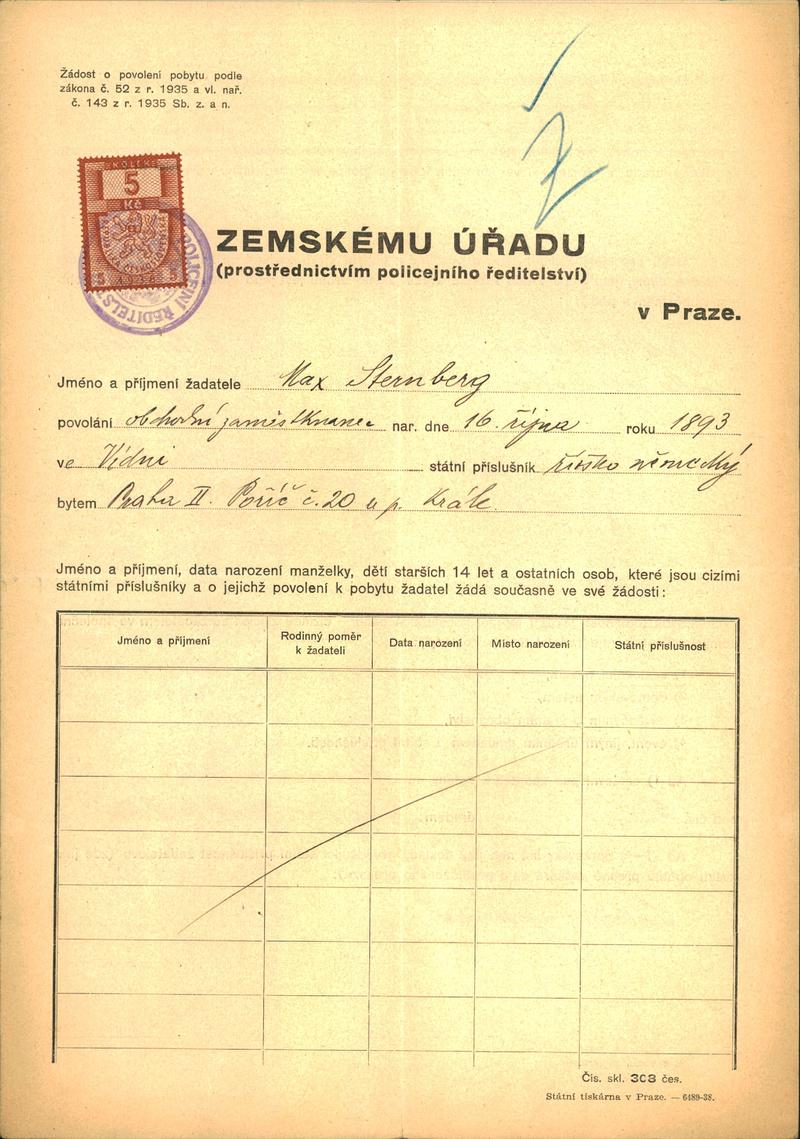 Žádost o povolení pobytu podle
zákona č. 52 z r. 1935 a vl. nař.
č. 143 z r. 1935 Sb. z. a n.
KOLEK
5
Kč
POLICEJNÍ ŘEDITELST
ZEMSKÉMU ÚŘADU
(prostřednictvím policejního ředitelství)
v Praze.
Jméno a příjmení žadatele Max Sternberg
povolání obchodní zaměstknanec nar. dne 16. října roku 1893
ve Vídni státní příslušník říšsko německý
bytem Praha II. Poříč č. 20 u p. Krále.
Jméno a příjmení, data narození manželky, dětí starších 14 let a ostatních osob, které jsou cizími
státními příslušníky a o jejichž povolení k pobytu žadatel žádá současně ve své žádosti:
Jméno a příjmení Rodinný poměr k žadateli Data narození Místo narození Státní příslušnost
Čís. skl. 303 čes.
Státní tiskárna v Praze. — 6489-38.